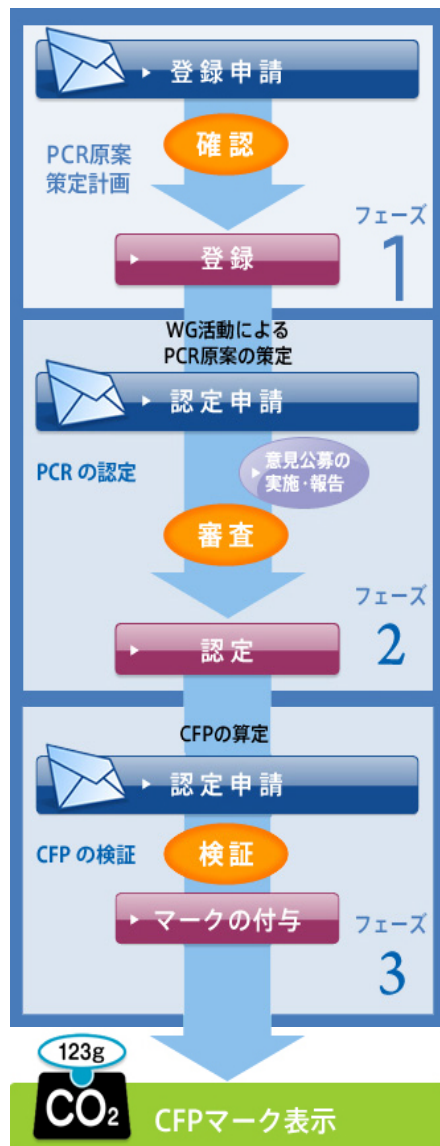 登録申請
確認
PCR原案
策定計画
フェーズ
1
登録
WG活動による
PCR原案の策定
認定申請
PCR の認定
意見公募の
実施・報告
審査
フェーズ
2
認定
CFPの算定
認定申請
CFP の検証
検証
マークの付与
フェーズ
3
123g
CO2
CFPマーク表示